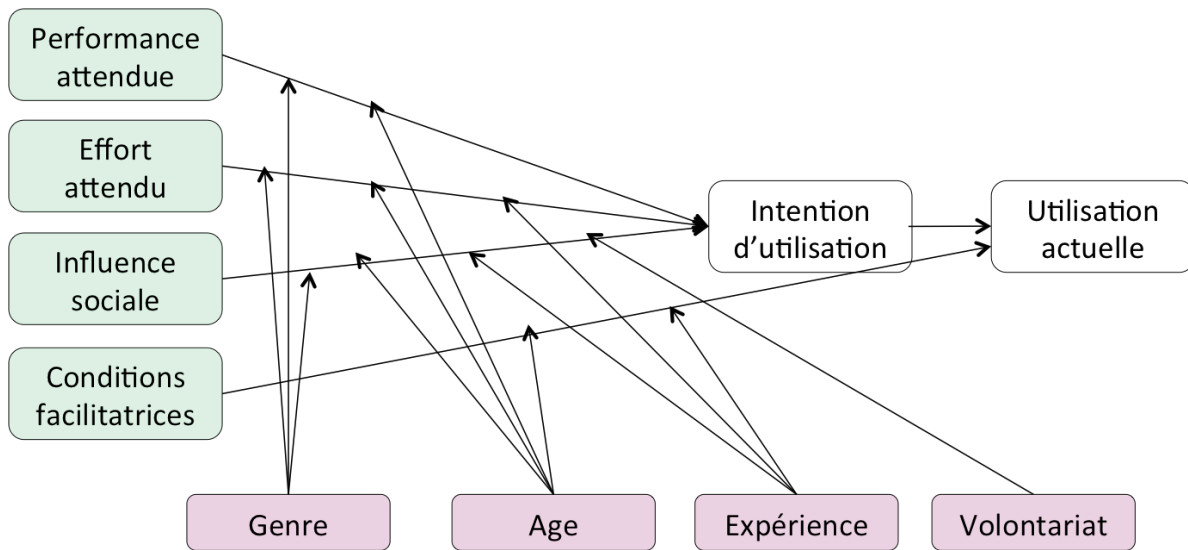 Performance
attendue
Effort
attendu
Influence
sociale
Conditions
facilitatrices
Intention
d’utilisation
Utilisation
actuelle
Genre
Age
Expérience
Volontariat